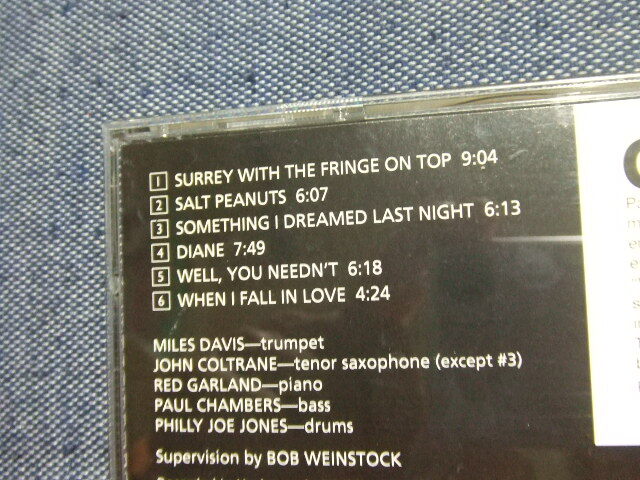 1 SURREY WITH THE FRINGE ON TOP 9:04
2 SALT PEANUTS 6:07
3 SOMETHING I DREAMED LAST NIGHT 6:13
4 DIANE 7:49
5 WELL, YOU NEEDN'T 6:18
6 WHEN I FALL IN LOVE 4:24
MILES DAVIS—trumpet
JOHN COLTRANE—tenor saxophone (except #3)
RED GARLAND—piano
PAUL CHAMBERS—bass
PHILLY JOE JONES—drums
Supervision by BOB WEINSTOCK